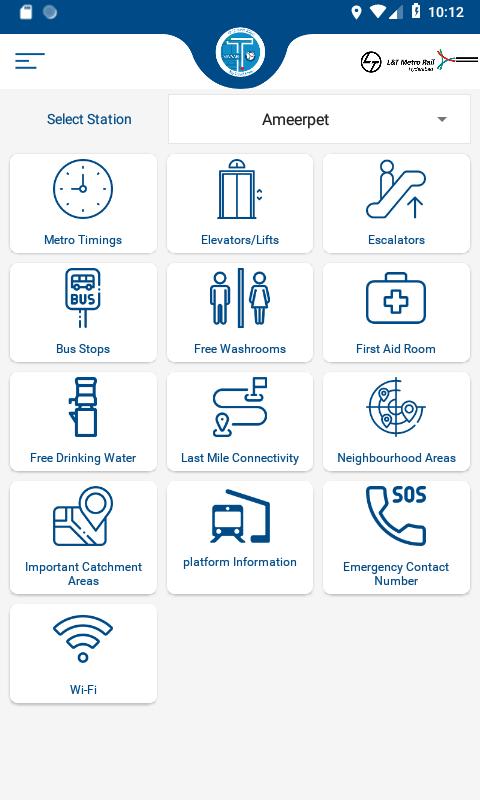 10:12
L&T Metro Rail
Hyderabad
Select Station
Ameerpet
Metro Timings
Elevators/Lifts
Escalators
BUS
Bus Stops
Free Washrooms
First Aid Room
Free Drinking Water
Last Mile Connectivity
Neighbourhood Areas
Important Catchment
Areas
platform Information
SOS
Emergency Contact
Number
Wi-Fi